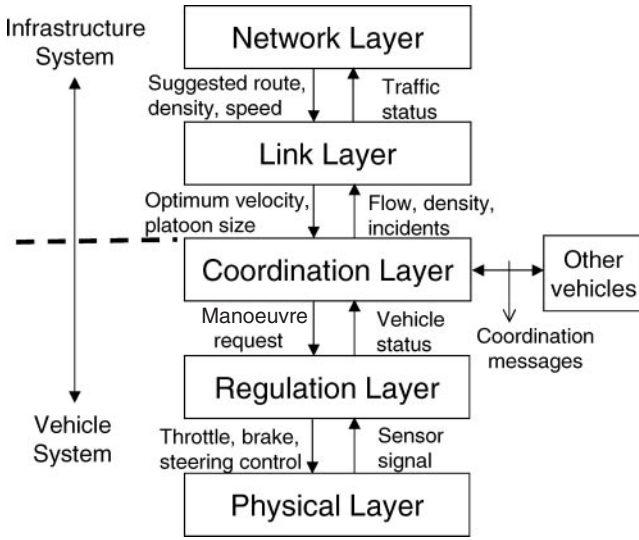 Infrastructure
System
Network Layer
Suggested route,
density, speed
Traffic
status
Link Layer
Optimum velocity,
platoon size
Flow, density,
incidents
Coordination Layer
Other
vehicles
Manoeuvre
request
Vehicle
status
Coordination
messages
Regulation Layer
Vehicle
System
Throttle, brake,
steering control
Sensor
signal
Physical Layer